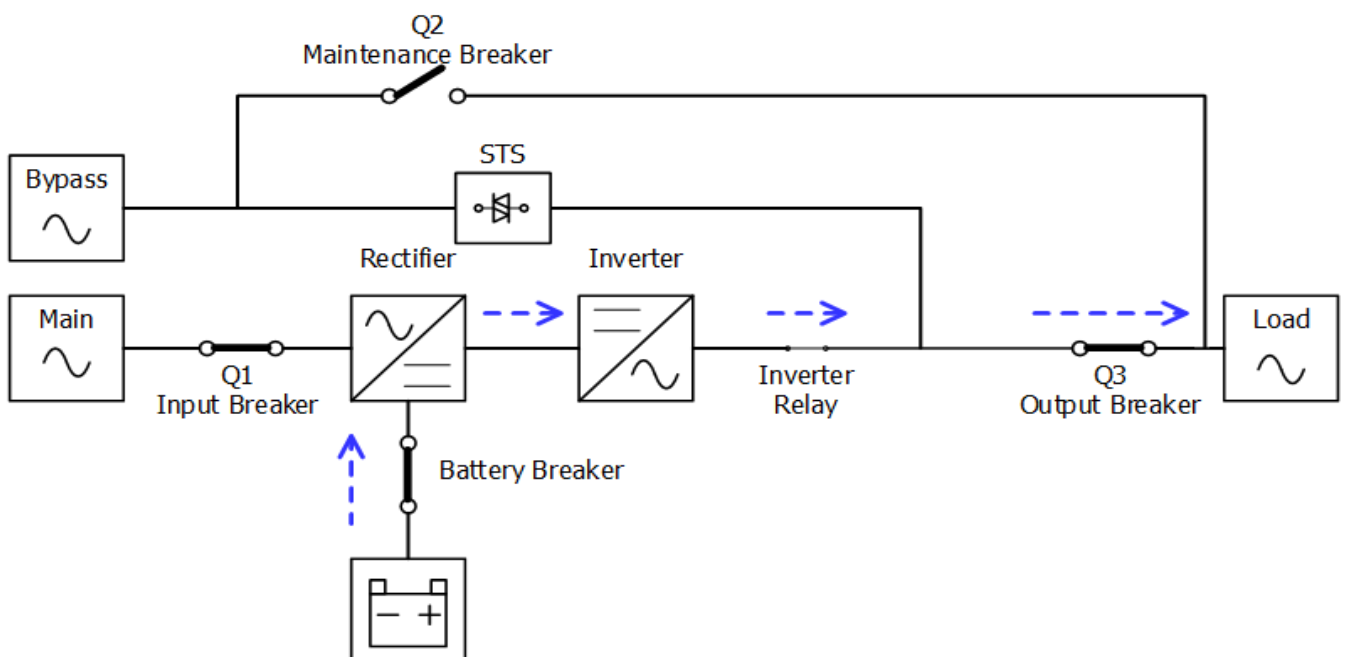 Q2
Maintenance Breaker
STS
Bypass
Rectifier
Inverter
Main
Load
Q1
Input Breaker
Inverter
Relay
Q3
Output Breaker
Battery Breaker
- +